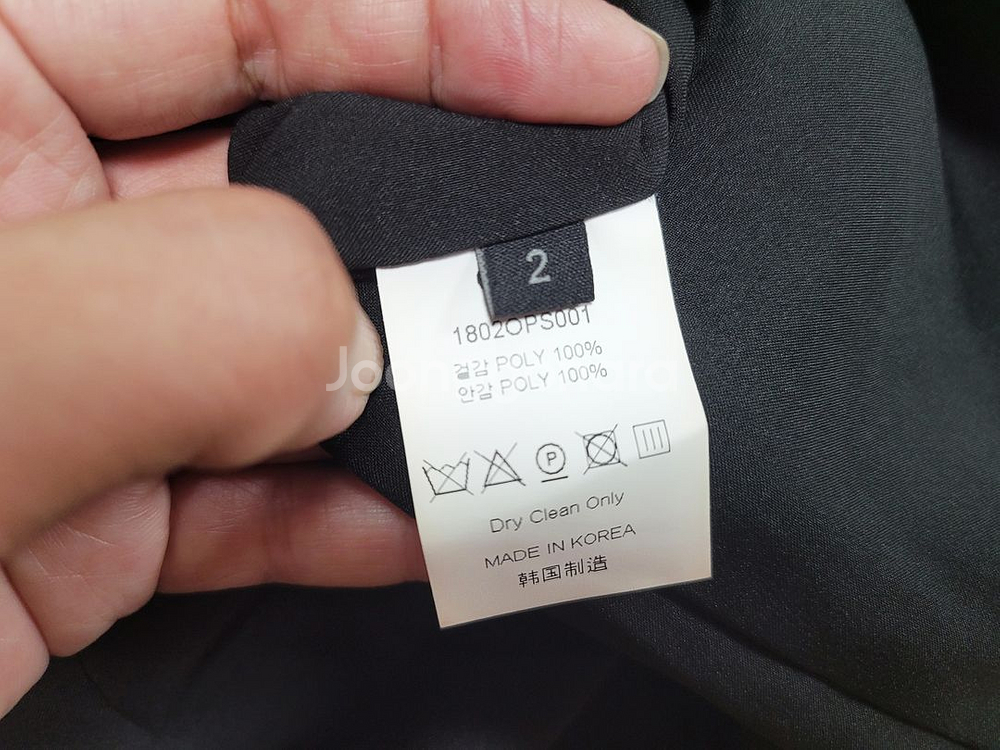 2
1802OPS001
겉감 POLY 100%
안감 POLY 100%
P
Dry Clean Only
MADE IN KOREA
韩国制造